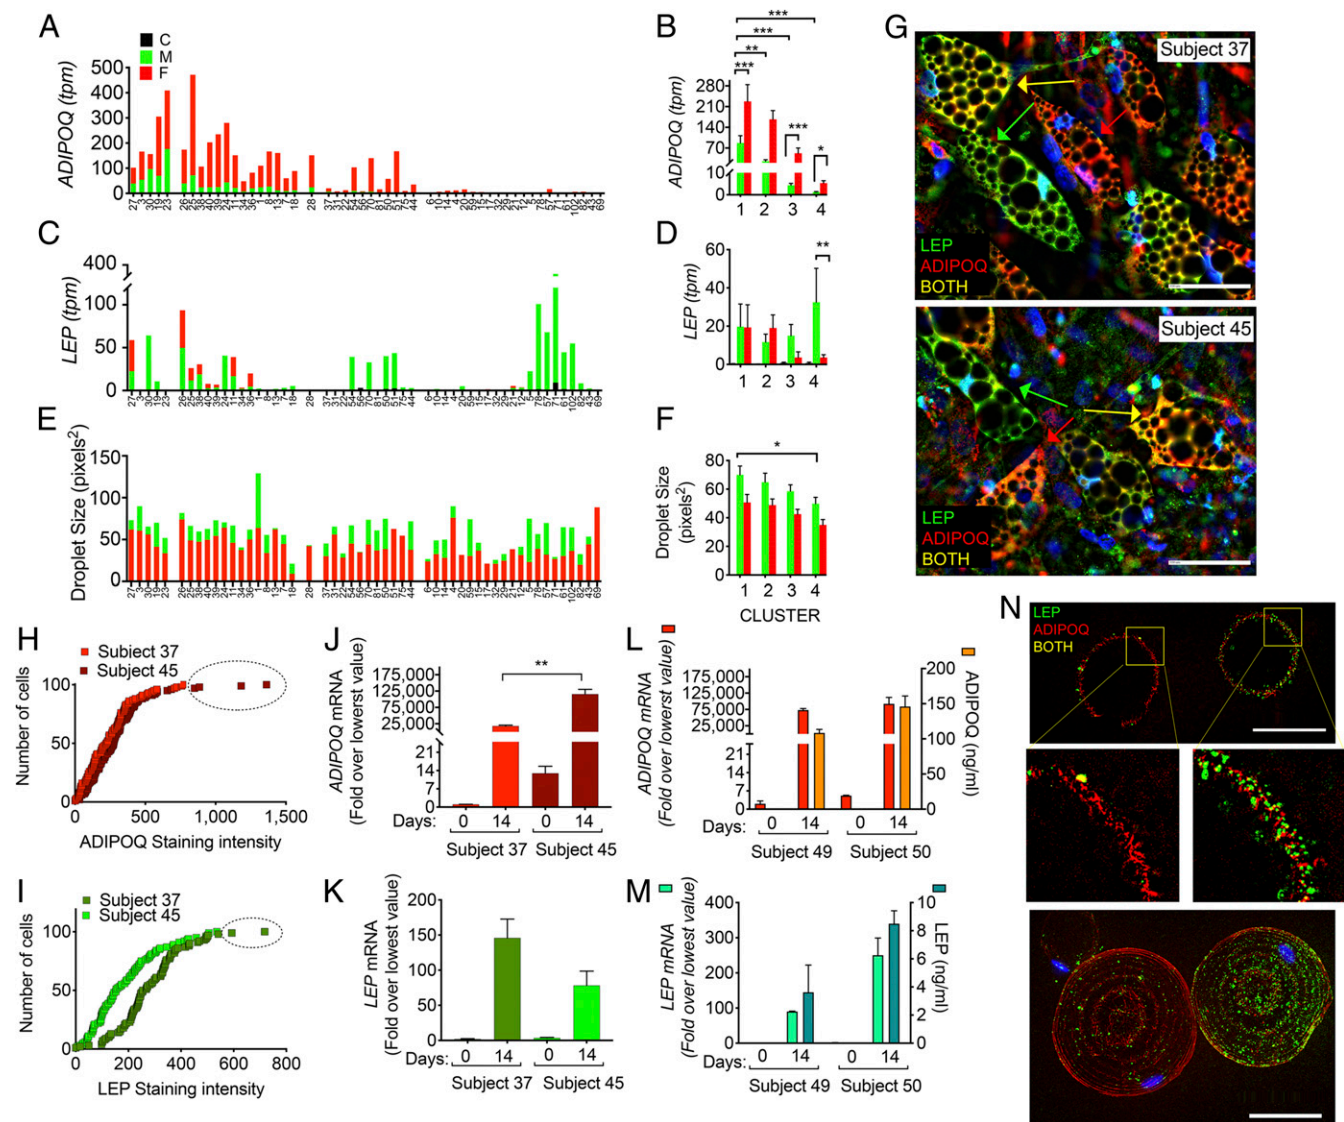 A
C
M
F
ADIPOQ (tpm)
500
400
300
200
100
0
B
ADIPOQ (tpm)
280
210
140
70
10
0
***
***
**
***
***
*
1 2 3 4
C
LEP (tpm)
400
100
50
0
D
LEP (tpm)
60
40
20
0
**
1 2 3 4
E
Droplet Size (pixels²)
150
100
50
0
F
Droplet Size
(pixels²)
80
60
40
20
0
*
1 2 3 4
CLUSTER
G
Subject 37
LEP
ADIPOQ
BOTH
Subject 45
LEP
ADIPOQ
BOTH
H
Subject 37
Subject 45
Number of cells
100
50
0
0 500 1,000 1,500
ADIPOQ Staining intensity
I
Subject 37
Subject 45
Number of cells
100
50
0
0 200 400 600 800
LEP Staining intensity
J
ADIPOQ mRNA
(Fold over lowest value)
175,000
125,000
75,000
25,000
21
14
7
0
**
Days: 0 14 0 14
Subject 37 Subject 45
K
LEP mRNA
(Fold over lowest value)
200
150
100
50
0
Days: 0 14 0 14
Subject 37 Subject 45
L
ADIPOQ mRNA
(Fold over lowest value)
175,000
125,000
75,000
25,000
21
14
7
0
200
150
100
50
0
ADIPOQ (ng/ml)
Days: 0 14 0 14
Subject 49 Subject 50
M
LEP mRNA
(Fold over lowest value)
400
300
200
100
0
10
8
6
4
2
0
LEP (ng/ml)
Days: 0 14 0 14
Subject 49 Subject 50
N
LEP
ADIPOQ
BOTH